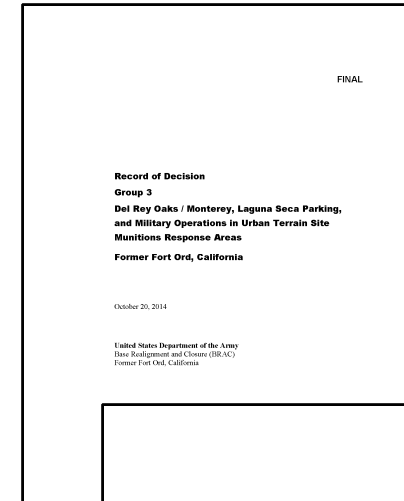 FINAL
Record of Decision
Group 3
Del Rey Oaks / Monterey, Laguna Seca Parking,
and Military Operations in Urban Terrain Site
Munitions Response Areas
Former Fort Ord, California
October 20, 2014
United States Department of the Army
Base Realignment and Closure (BRAC)
Former Fort Ord, California